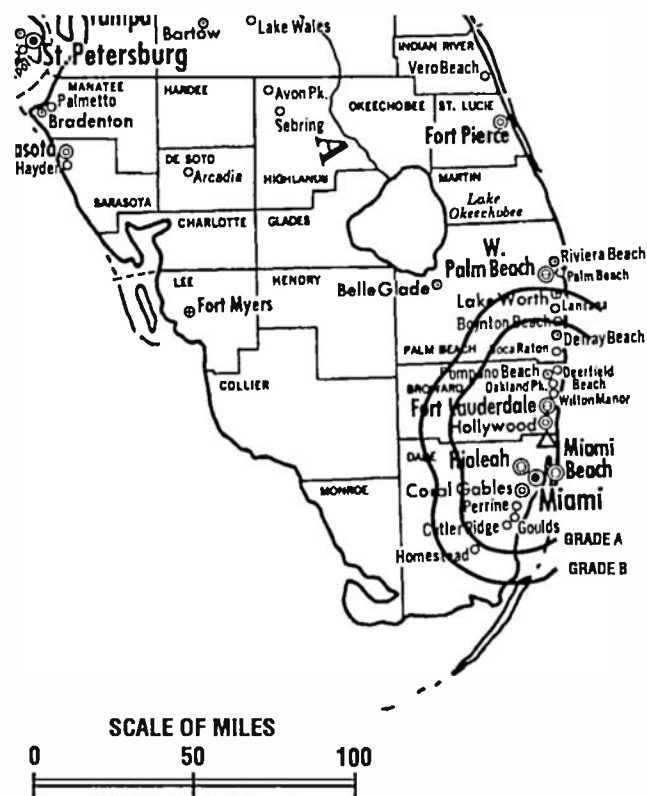 Tampa
Bartow
Lake Wales
St. Petersburg
INDIAN RIVER
Vero Beach
MANATEE
HARDEE
Avon Pk.
OKEECHOBEE
ST. LUCIE
Palmetto
Bradenton
Sebring
Fort Pierce
asota
Hayden
DE SOTO
Arcadia
A
HIGHLANDS
MARTIN
SARASOTA
CHARLOTTE
GLADES
Lake
Okeechobee
W.
Palm Beach
Riviera Beach
Palm Beach
LEE
HENDRY
Belle Glade
Fort Myers
Lake Worth
Lantana
Boynton Beach
Delray Beach
PALM BEACH
Boca Raton
COLLIER
Pompano Beach
Deerfield
Beach
BROWARD
Oakland Pk.
Wilton Manor
Fort Lauderdale
Hollywood
DADE
Hialeah
Miami
Beach
MONROE
Coral Gables
Miami
Perrine
Cutler Ridge
Goulds
Homestead
GRADE A
GRADE B
SCALE OF MILES
0 50 100